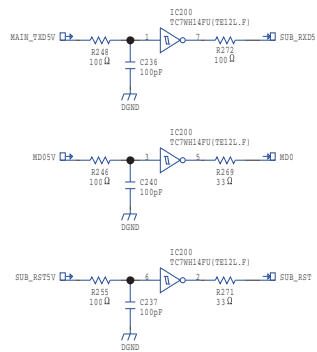 IC200
TC7WH14FU(TE12L.F)
MAIN_TXD5V 1 7 SUB_RXD5
R248
100Ω
C236
100pF
R272
100Ω
DGND
IC200
TC7WH14FU(TE12L.F)
MD05V 3 5 MD0
R246
100Ω
C240
100pF
R269
33Ω
DGND
IC200
TC7WH14FU(TE12L.F)
SUB_RST5V 6 2 SUB_RST
R255
100Ω
C237
100pF
R271
33Ω
DGND